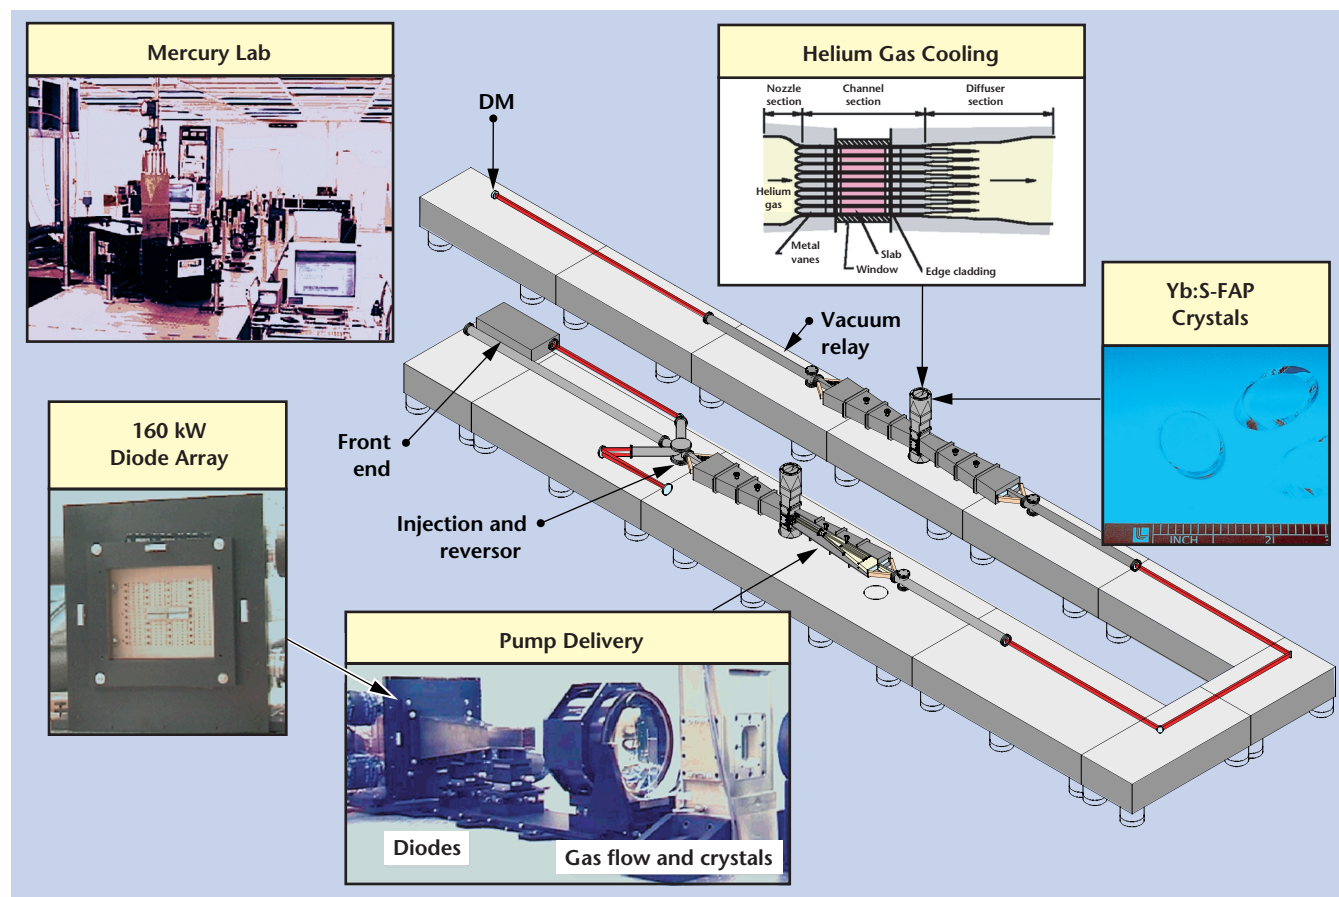 Mercury Lab
Helium Gas Cooling
Nozzle
section
Channel
section
Diffuser
section
Helium
gas
Metal
vanes
Slab
Window
Edge cladding
DM
Vacuum
relay
Yb:S-FAP
Crystals
INCH
2
Front
end
160 kW
Diode Array
Injection and
reversor
Pump Delivery
Diodes
Gas flow and crystals